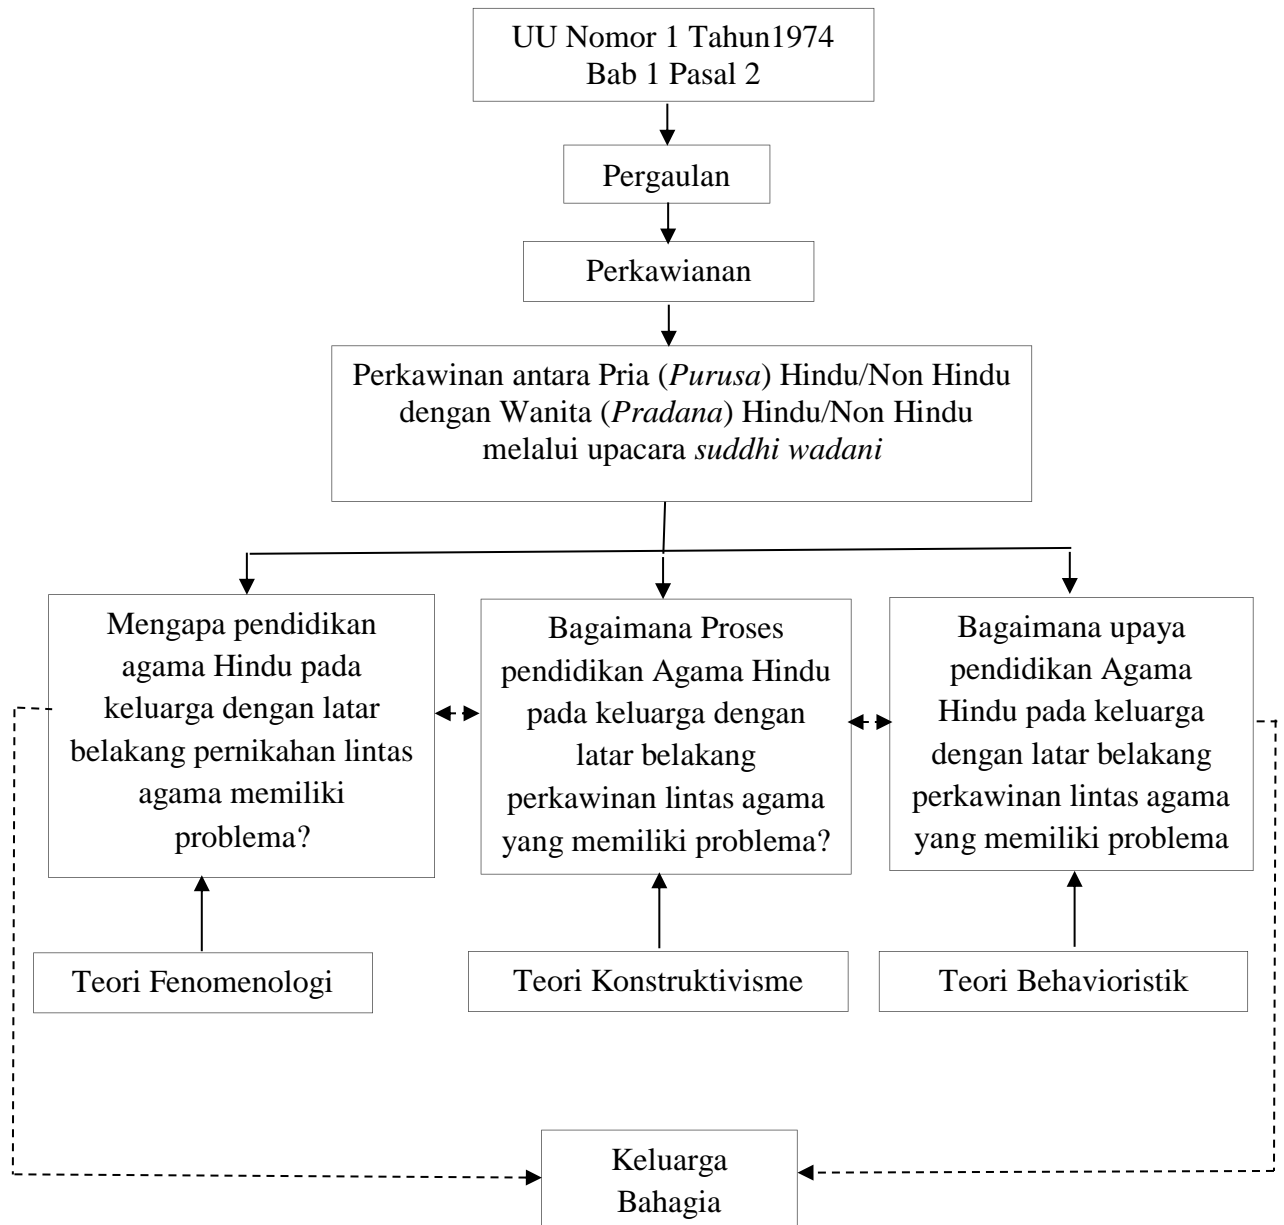 UU Nomor 1 Tahun1974
Bab 1 Pasal 2
Pergaulan
Perkawianan
Perkawinan antara Pria (Purusa) Hindu/Non Hindu
dengan Wanita (Pradana) Hindu/Non Hindu
melalui upacara suddhi wadani
Mengapa pendidikan
agama Hindu pada
keluarga dengan latar
belakang pernikahan lintas
agama memiliki
problema?
Bagaimana Proses
pendidikan Agama Hindu
pada keluarga dengan
latar belakang
perkawinan lintas agama
yang memiliki problema?
Bagaimana upaya
pendidikan Agama
Hindu pada keluarga
dengan latar belakang
perkawinan lintas agama
yang memiliki problema
Teori Fenomenologi
Teori Konstruktivisme
Teori Behavioristik
Keluarga
Bahagia